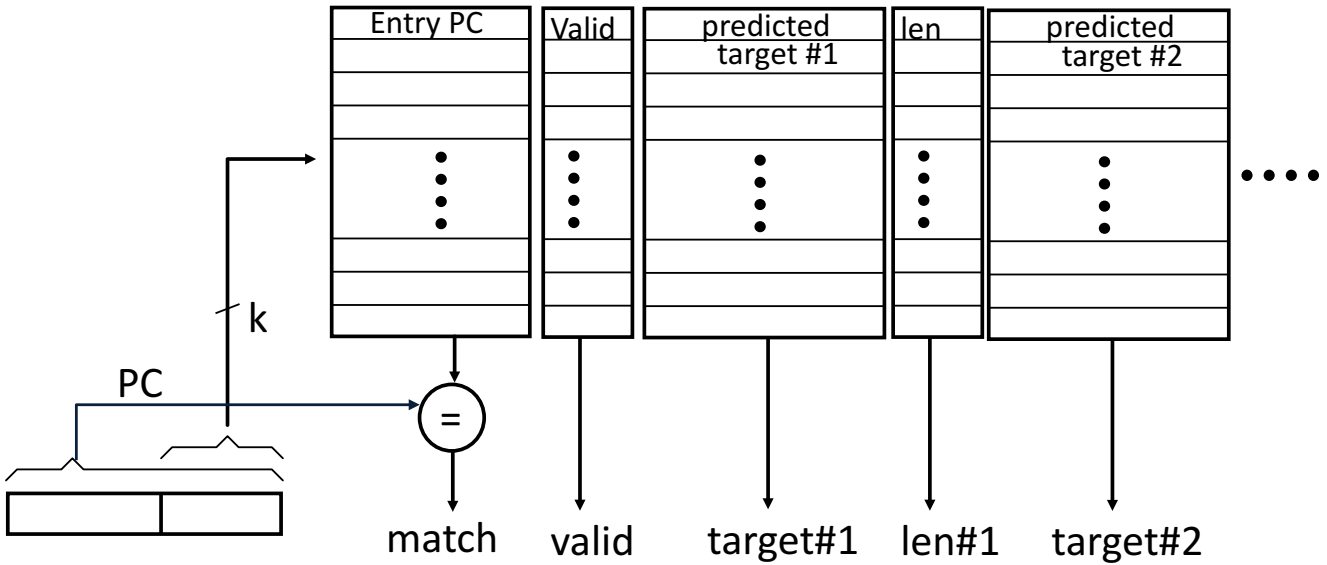 Entry PC
Valid
predicted
target #1
len
predicted
target #2
k
PC
=
match
valid
target#1
len#1
target#2